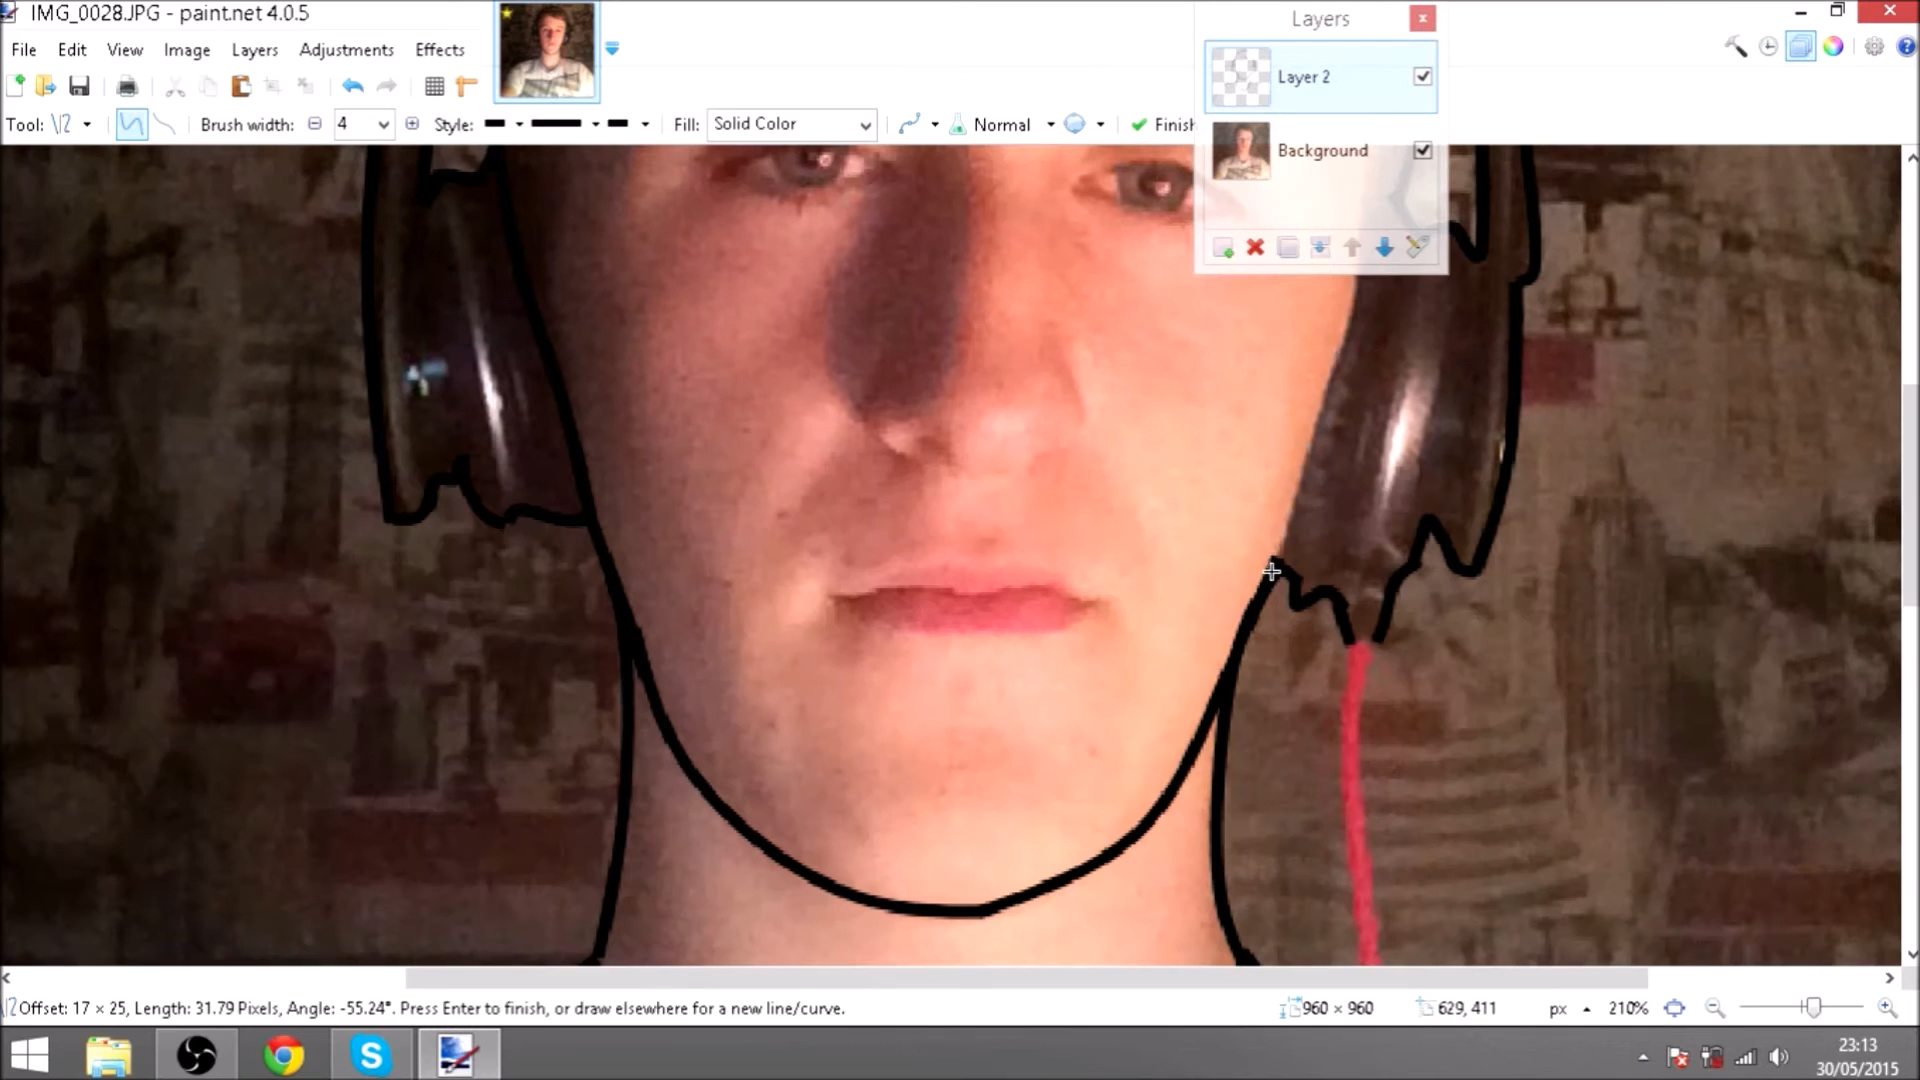 IMG_0028.JPG - paint.net 4.0.5
File Edit View Image Layers Adjustments Effects
Tool: Brush width: 4 Style: Fill: Solid Color Normal Finish
Layers
Layer 2
Background
Offset: 17 × 25, Length: 31.79 Pixels, Angle: -55.24°. Press Enter to finish, or draw elsewhere for a new line/curve.
960 × 960 629, 411 px 210%
23:13
30/05/2015